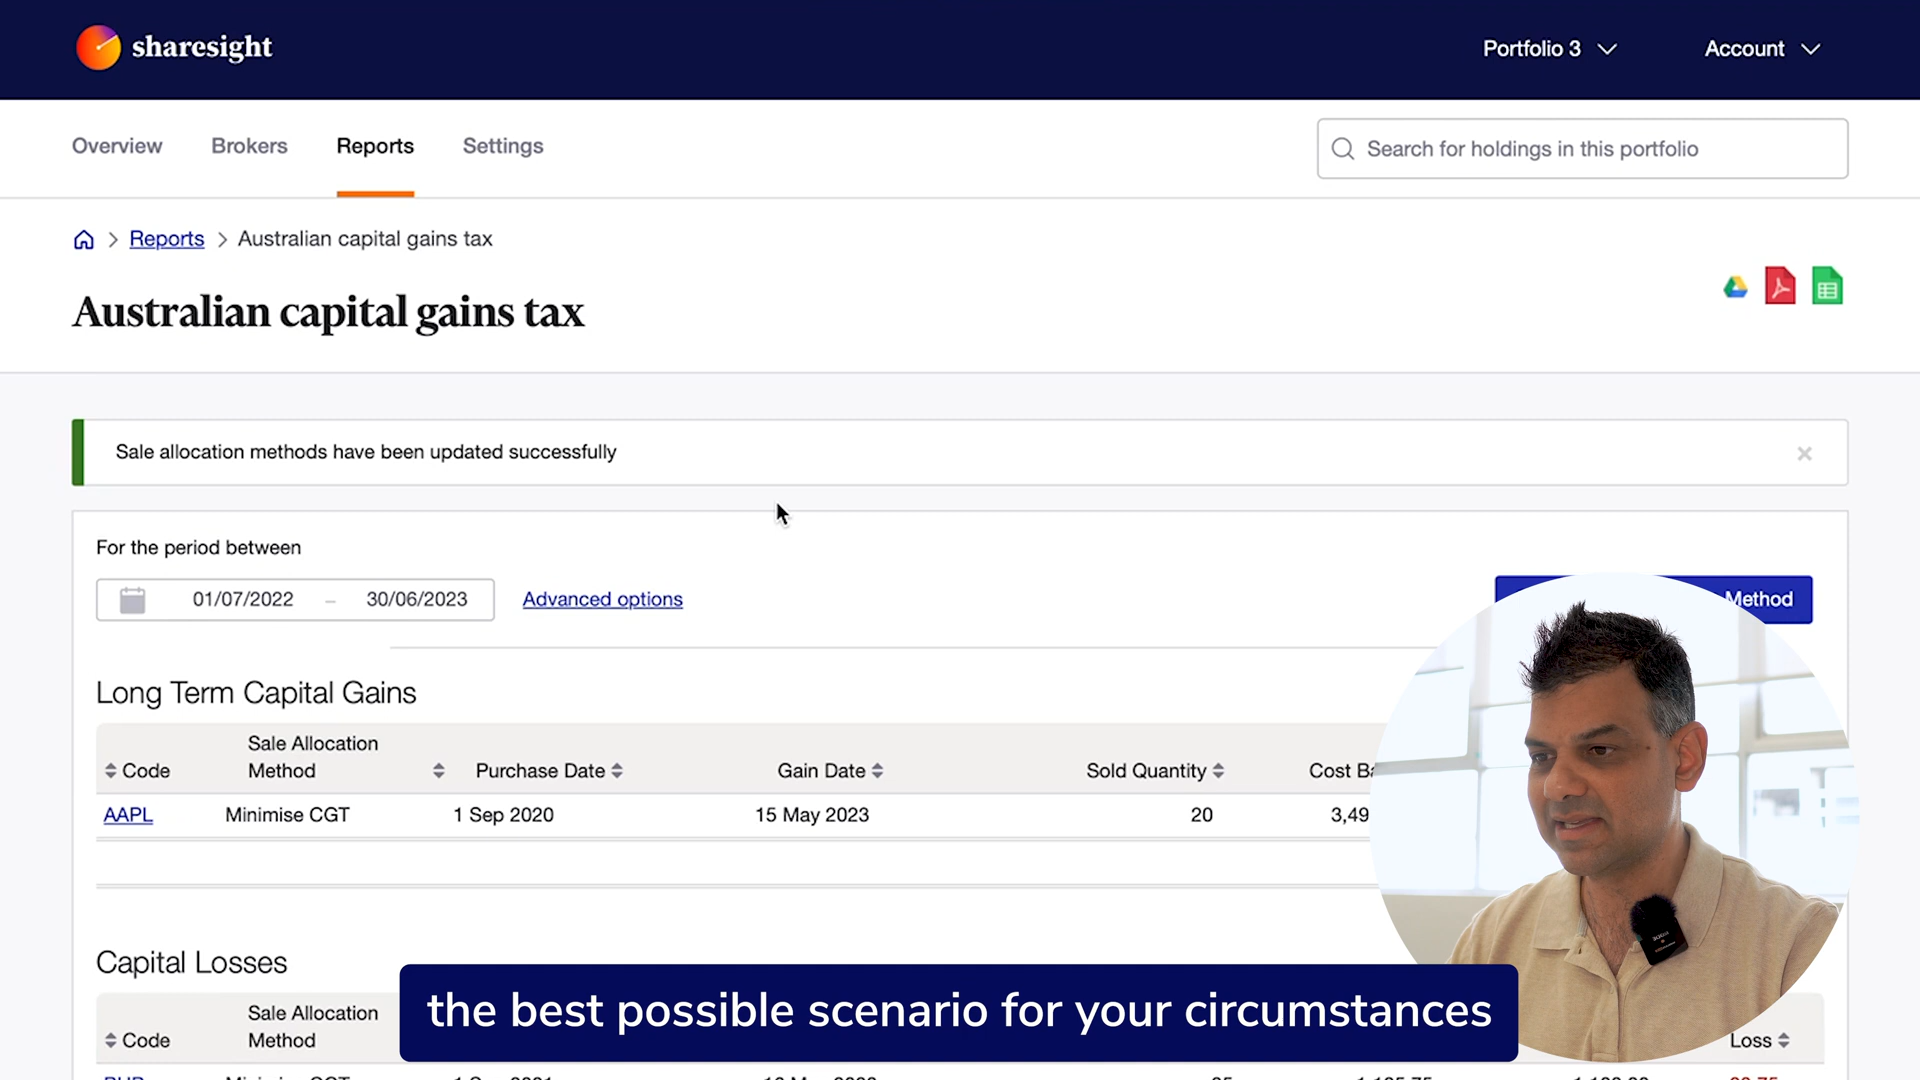 sharesight
Portfolio 3
Account
Overview
Brokers
Reports
Settings
Search for holdings in this portfolio
Reports
Australian capital gains tax
Australian capital gains tax
Sale allocation methods have been updated successfully
×
For the period between
01/07/2022 – 30/06/2023
Advanced options
Method
Long Term Capital Gains
Code
Sale Allocation
Method
Purchase Date
Gain Date
Sold Quantity
Cost
AAPL
Minimise CGT
1 Sep 2020
15 May 2023
20
3,49
Capital Losses
Code
Sale Allocation
Method
Loss
the best possible scenario for your circumstances